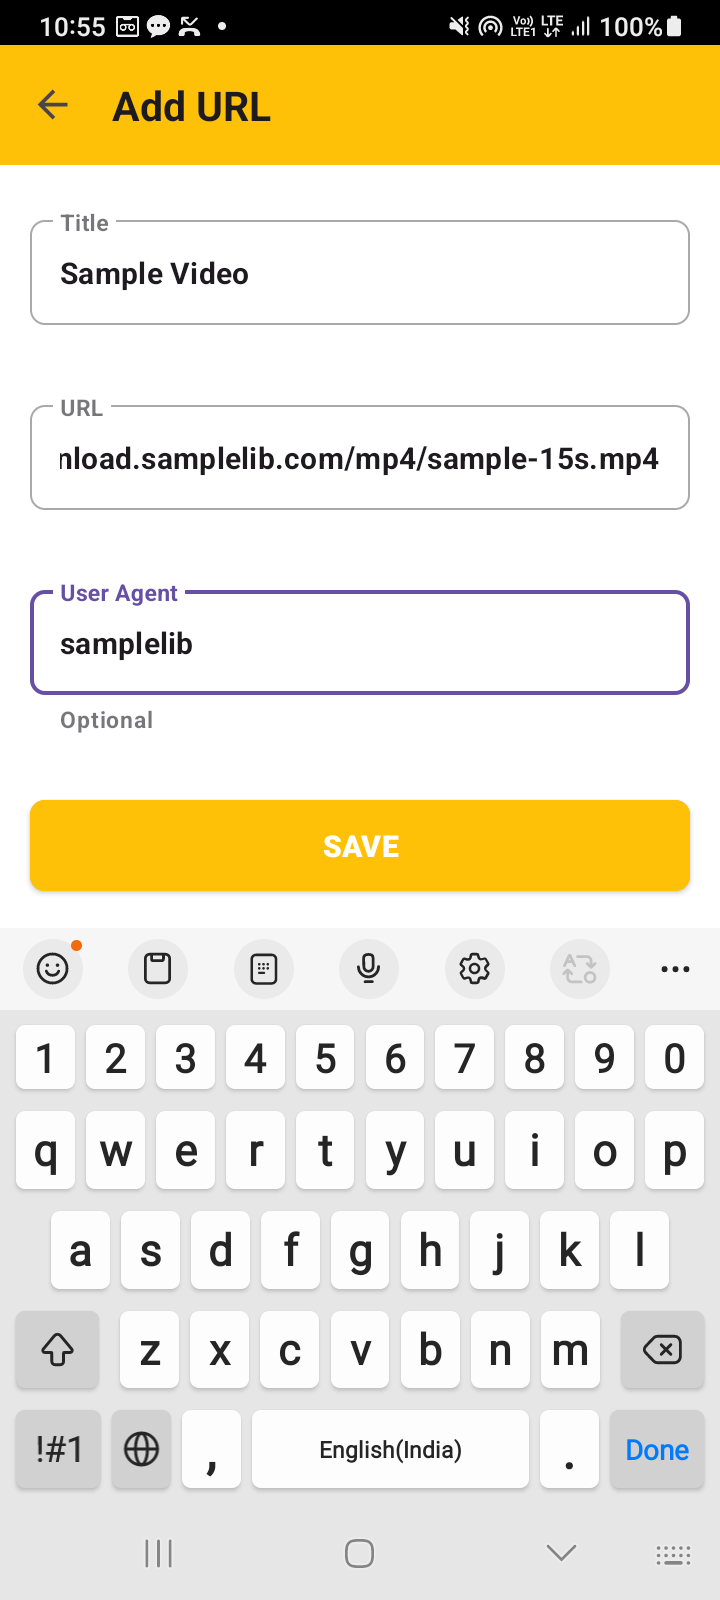 10:55
Vo)) LTE1 LTE 100%
Add URL
Title
Sample Video
URL
nload.samplelib.com/mp4/sample-15s.mp4
User Agent
samplelib
Optional
SAVE
1 2 3 4 5 6 7 8 9 0
q w e r t y u i o p
a s d f g h j k l
z x c v b n m
!#1 , English(India) . Done